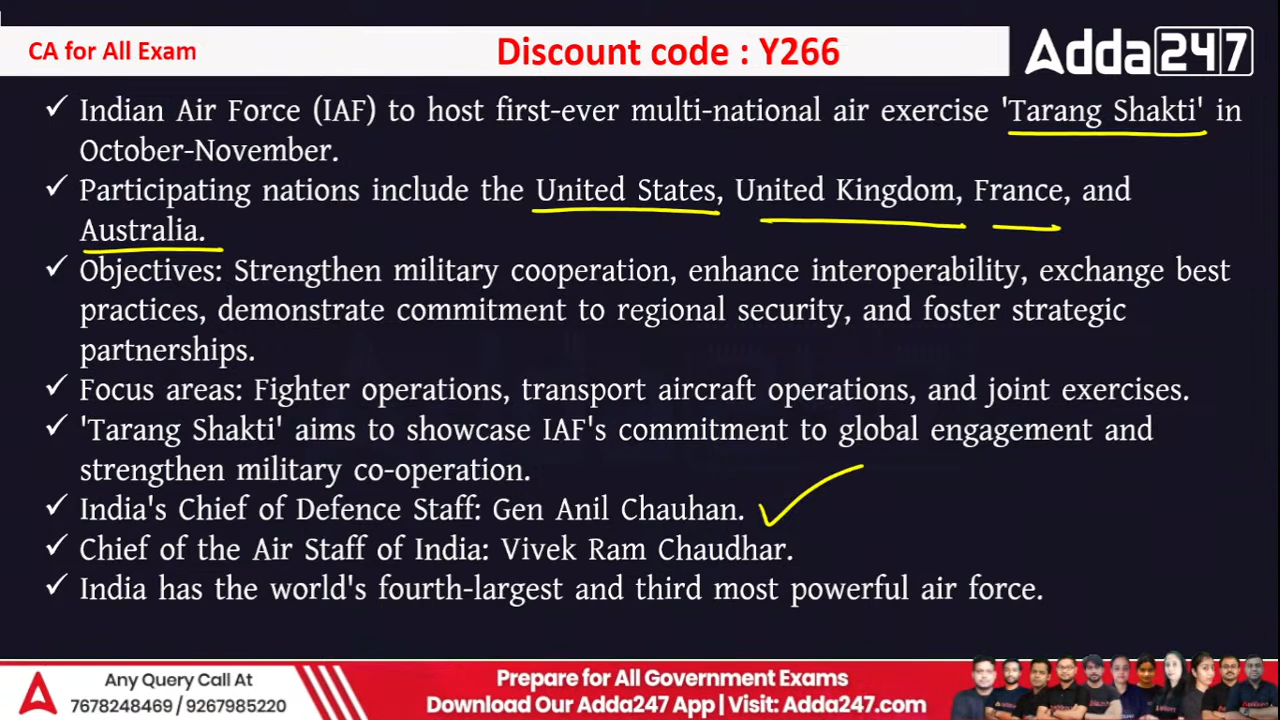 CA for All Exam
Discount code : Y266
Adda247
✓ Indian Air Force (IAF) to host first-ever multi-national air exercise 'Tarang Shakti' in
October-November.
✓ Participating nations include the United States, United Kingdom, France, and
Australia.
✓ Objectives: Strengthen military cooperation, enhance interoperability, exchange best
practices, demonstrate commitment to regional security, and foster strategic
partnerships.
✓ Focus areas: Fighter operations, transport aircraft operations, and joint exercises.
✓ 'Tarang Shakti' aims to showcase IAF's commitment to global engagement and
strengthen military co-operation.
✓ India's Chief of Defence Staff: Gen Anil Chauhan.
✓ Chief of the Air Staff of India: Vivek Ram Chaudhar.
✓ India has the world's fourth-largest and third most powerful air force.
Any Query Call At
7678248469 / 9267985220
Prepare for All Government Exams
Download Our Adda247 App | Visit: Adda247.com